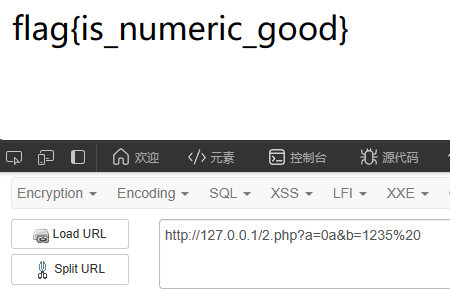 flag{is_numeric_good}
欢迎 </> 元素 控制台 源代码
Encryption Encoding SQL XSS LFI XXE
Load URL http://127.0.0.1/2.php?a=0a&b=1235%20
Split URL